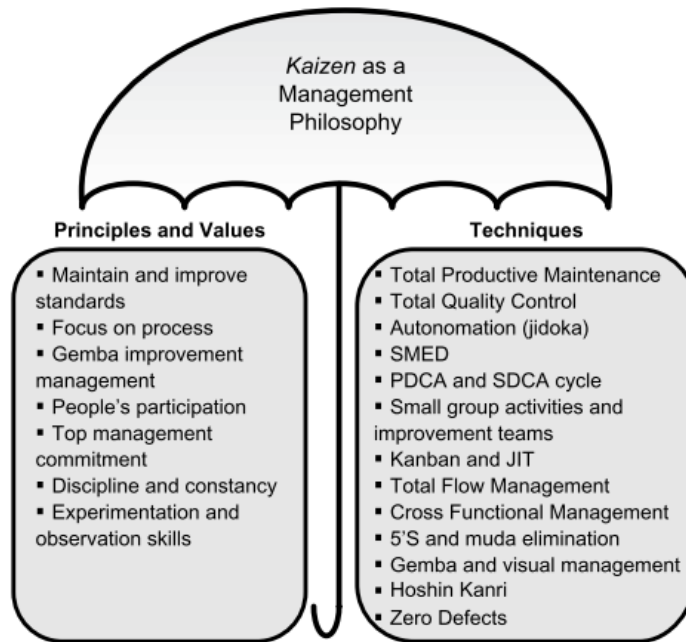 Kaizen as a
Management
Philosophy
Principles and Values
▪ Maintain and improve
standards
▪ Focus on process
▪ Gemba improvement
management
▪ People's participation
▪ Top management
commitment
▪ Discipline and constancy
▪ Experimentation and
observation skills
Techniques
▪ Total Productive Maintenance
▪ Total Quality Control
▪ Autonomation (jidoka)
▪ SMED
▪ PDCA and SDCA cycle
▪ Small group activities and
improvement teams
▪ Kanban and JIT
▪ Total Flow Management
▪ Cross Functional Management
▪ 5'S and muda elimination
▪ Gemba and visual management
▪ Hoshin Kanri
▪ Zero Defects